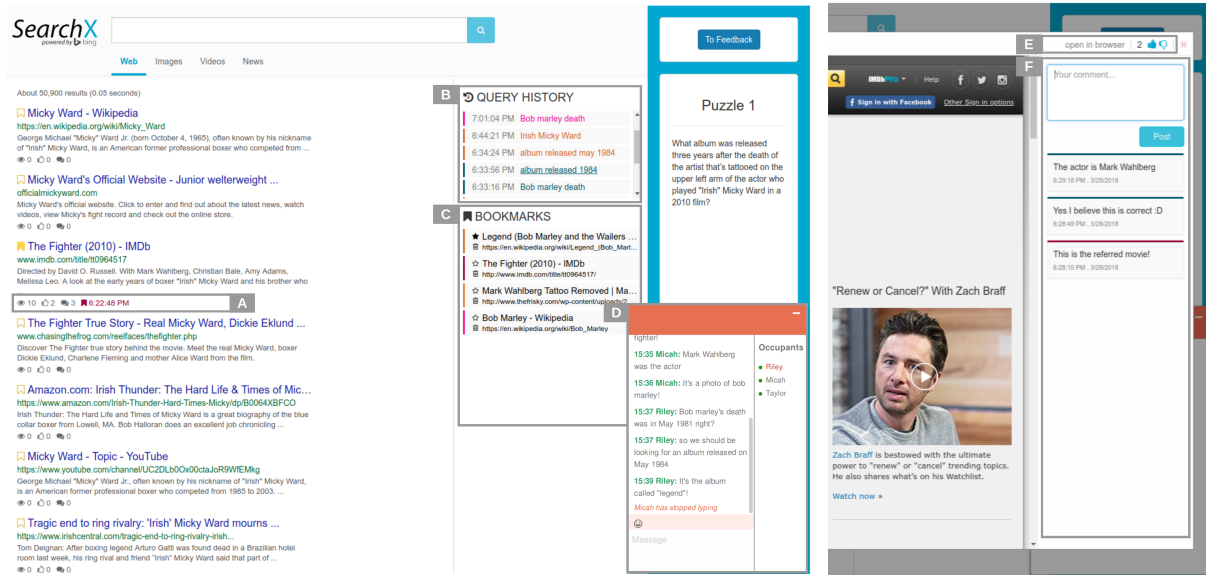 SearchX
powered by bing
Web Images Videos News
About 50,900 results (0.05 seconds)
Micky Ward - Wikipedia
https://en.wikipedia.org/wiki/Micky_Ward
George Michael "Micky" Ward Jr. (born October 4, 1965), often known by his nickname
of "Irish" Micky Ward, is an American former professional boxer who competed from ...
0 0 0
Micky Ward's Official Website - Junior welterweight ...
officialmickyward.com
Micky Ward's official website. Click to enter and find out about the latest news, watch
videos, view Micky's fight record and check out the online store.
0 0 0
The Fighter (2010) - IMDb
www.imdb.com/title/tt0964517
Directed by David O. Russell. With Mark Wahlberg, Christian Bale, Amy Adams,
Melissa Leo. A look at the early years of boxer "Irish" Micky Ward and his brother who
...
10 2 3 6:22:48 PM A
The Fighter True Story - Real Micky Ward, Dickie Eklund ...
www.chasingthefrog.com/reelfaces/thefighter.php
Discover The Fighter true story behind the movie. Meet the real Micky Ward, boxer
Dickie Eklund, Charlene Fleming and mother Alice Ward from the film.
0 0 0
Amazon.com: Irish Thunder: The Hard Life & Times of Mic...
https://www.amazon.com/Irish-Thunder-Hard-Times-Micky/dp/B0064XBFCO
Irish Thunder: The Hard Life and Times of Micky Ward is a great biography of the blue
collar boxer from Lowell, MA. Bob Halloran does an excellent job chronicling ...
0 0 0
Micky Ward - Topic - YouTube
https://www.youtube.com/channel/UC2DLb0Ox00ctaJoR9WfEMkg
George Michael "Micky" Ward Jr., often known by his nickname of "Irish" Micky Ward,
is an American former professional boxer who competed from 1985 to 2003. ...
0 0 0
Tragic end to ring rivalry: 'Irish' Micky Ward mourns ...
https://www.irishcentral.com/tragic-end-to-ring-rivalry-irish...
Tom Deignan: After boxing legend Arturo Gatti was found dead in a Brazilian hotel
room last week, his ring rival and friend "Irish" Micky Ward said that part of ...
0 0 0
B QUERY HISTORY
7:01:04 PM Bob marley death
6:44:21 PM Irish Micky Ward
6:34:24 PM album released may 1984
6:33:56 PM album released 1984
6:33:16 PM Bob marley death
C BOOKMARKS
Legend (Bob Marley and the Wailers ...
https://en.wikipedia.org/wiki/Legend_(Bob_Marl...
The Fighter (2010) - IMDb
http://www.imdb.com/title/tt0964517/
Mark Wahlberg Tattoo Removed | Ma...
http://www.thefrisky.com/wp-content/uploads/2...
Bob Marley - Wikipedia
https://en.wikipedia.org/wiki/Bob_Marley
To Feedback
Puzzle 1
What album was released
three years after the death of
the artist that's tattooed on the
upper left arm of the actor who
played "Irish" Micky Ward in a
2010 film?
D
fighter!
15:35 Micah: Mark Wahlberg
was the actor
15:36 Micah: It's a photo of bob
marley!
15:37 Riley: Bob marley's death
was in May 1981 right?
15:37 Riley: so we should be
looking for an album released on
May 1984
15:39 Riley: It's the album
called "legend"!
Micah has stopped typing
Message
Occupants
Riley
Micah
Taylor
E open in browser 2
F
IMDbPro Help
Sign in with Facebook Other Sign in options
"Renew or Cancel?" With Zach Braff
Zach Braff is bestowed with the ultimate
power to "renew" or "cancel" trending topics.
He also shares what's on his Watchlist.
Watch now »
Your comment...
Post
The actor is Mark Wahlberg
6:29:18 PM . 3/28/2018
Yes I believe this is correct :D
6:28:49 PM . 3/28/2018
This is the referred movie!
6:28:10 PM . 3/28/2018